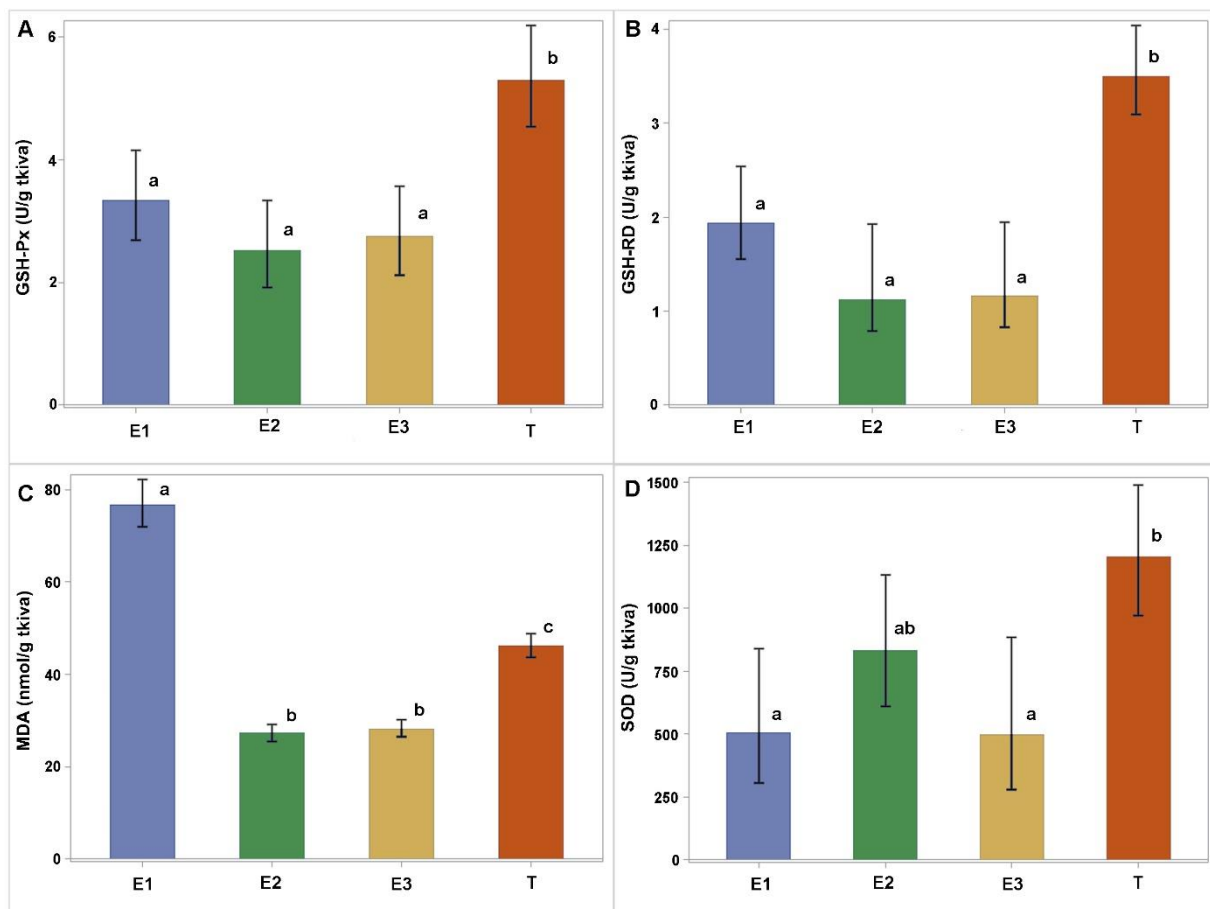 A
GSH-Px (U/g tkiva)
6
4
2
0
a
a
a
b
E1 E2 E3 T
B
GSH-RD (U/g tkiva)
4
3
2
1
0
a
a
a
b
E1 E2 E3 T
C
MDA (nmol/g tkiva)
80
60
40
20
0
a
b
b
c
E1 E2 E3 T
D
SOD (U/g tkiva)
1500
1250
1000
750
500
250
0
a
ab
a
b
E1 E2 E3 T